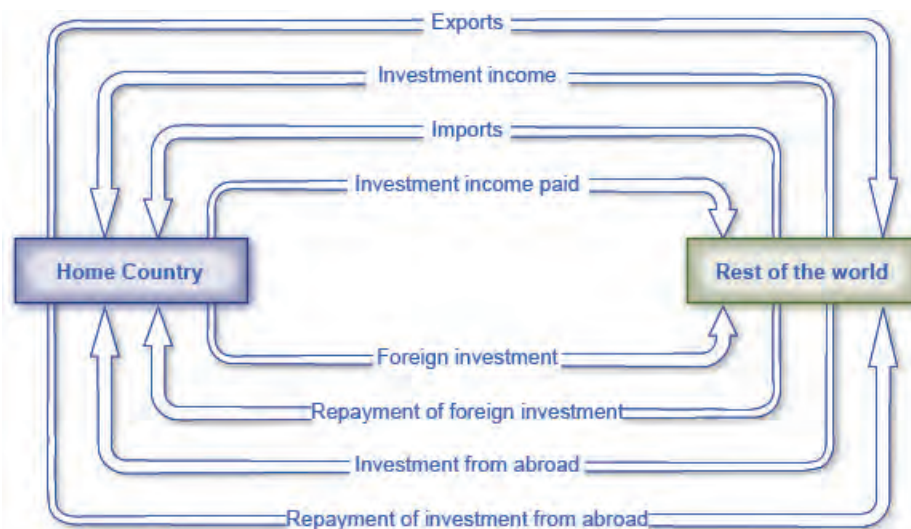 Exports
Investment income
Imports
Investment income paid
Home Country
Rest of the world
Foreign investment
Repayment of foreign investment
Investment from abroad
Repayment of investment from abroad